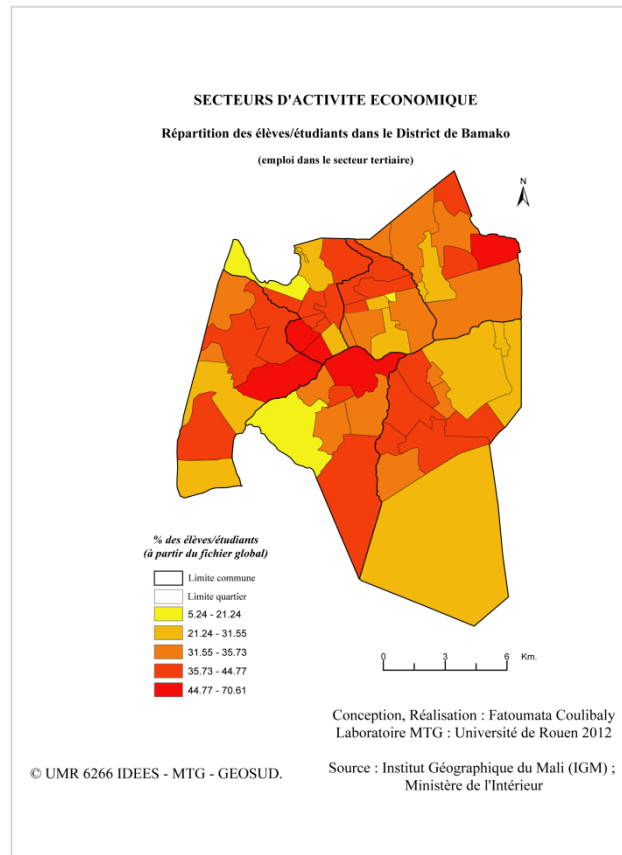 SECTEURS D'ACTIVITE ECONOMIQUE
Répartition des élèves/étudiants dans le District de Bamako
(emploi dans le secteur tertiaire)
N
% des élèves/étudiants
(à partir du fichier global)
Limite commune
Limite quartier
5.24 - 21.24
21.24 - 31.55
31.55 - 35.73
35.73 - 44.77
44.77 - 70.61
0 3 6 Km.
Conception, Réalisation : Fatoumata Coulibaly
Laboratoire MTG : Université de Rouen 2012
© UMR 6266 IDEES - MTG - GEOSUD.
Source : Institut Géographique du Mali (IGM) ;
Ministère de l'Intérieur